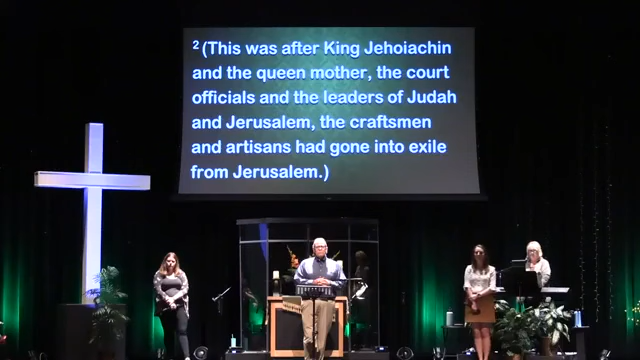 2 (This was after King Jehoiachin
and the queen mother, the court
officials and the leaders of Judah
and Jerusalem, the craftsmen
and artisans had gone into exile
from Jerusalem.)